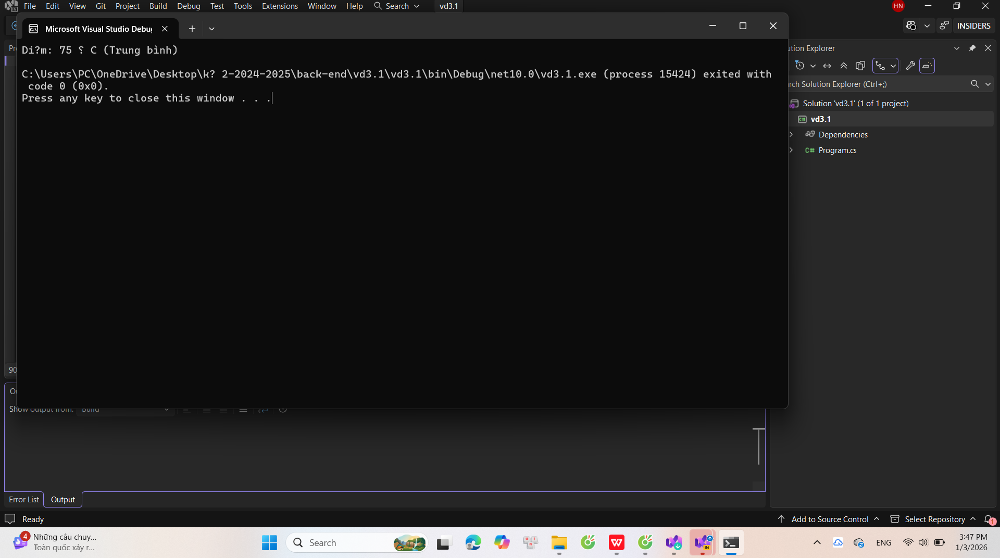 File Edit View Git Project Build Debug Test Tools Extensions Window Help Search vd3.1 HN
INSIDERS
Microsoft Visual Studio Debu
Di?m: 75 ␦ C (Trung bình)
C:\Users\PC\OneDrive\Desktop\k? 2-2024-2025\back-end\vd3.1\vd3.1\bin\Debug\net10.0\vd3.1.exe (process 15424) exited with
code 0 (0x0).
Press any key to close this window . . .
Pr
ution Explorer
rch Solution Explorer (Ctrl+;)
Solution 'vd3.1' (1 of 1 project)
C# vd3.1
Dependencies
C# Program.cs
90
Ou
Show output from: Build
Error List Output
Ready Add to Source Control Select Repository 1
4 Những câu chuy...
Toàn quốc xảy r...
Search
IN
ENG
3:47 PM
1/3/2026